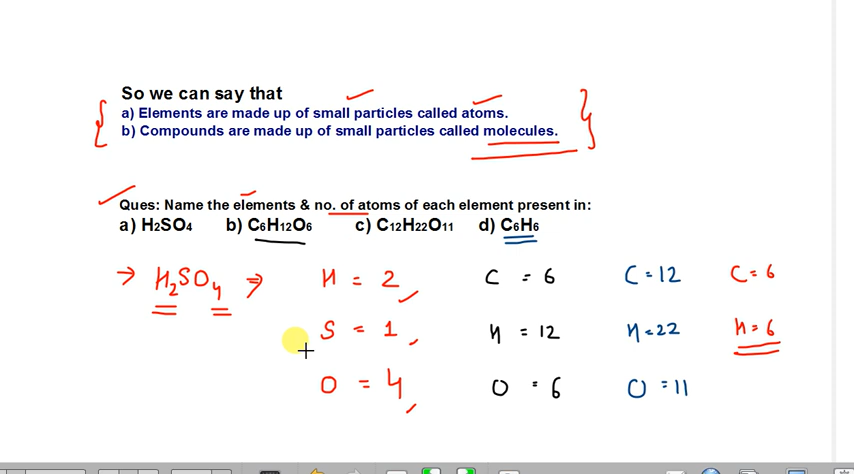 So we can say that
a) Elements are made up of small particles called atoms.
b) Compounds are made up of small particles called molecules.
Ques: Name the elements & no. of atoms of each element present in:
a) H2SO4 b) C6H12O6 c) C12H22O11 d) C6H6
→ H2SO4 ⇒ H = 2, C = 6 C = 12 C = 6
S = 1, H = 12 H = 22 H = 6
O = 4, O = 6 O = 11